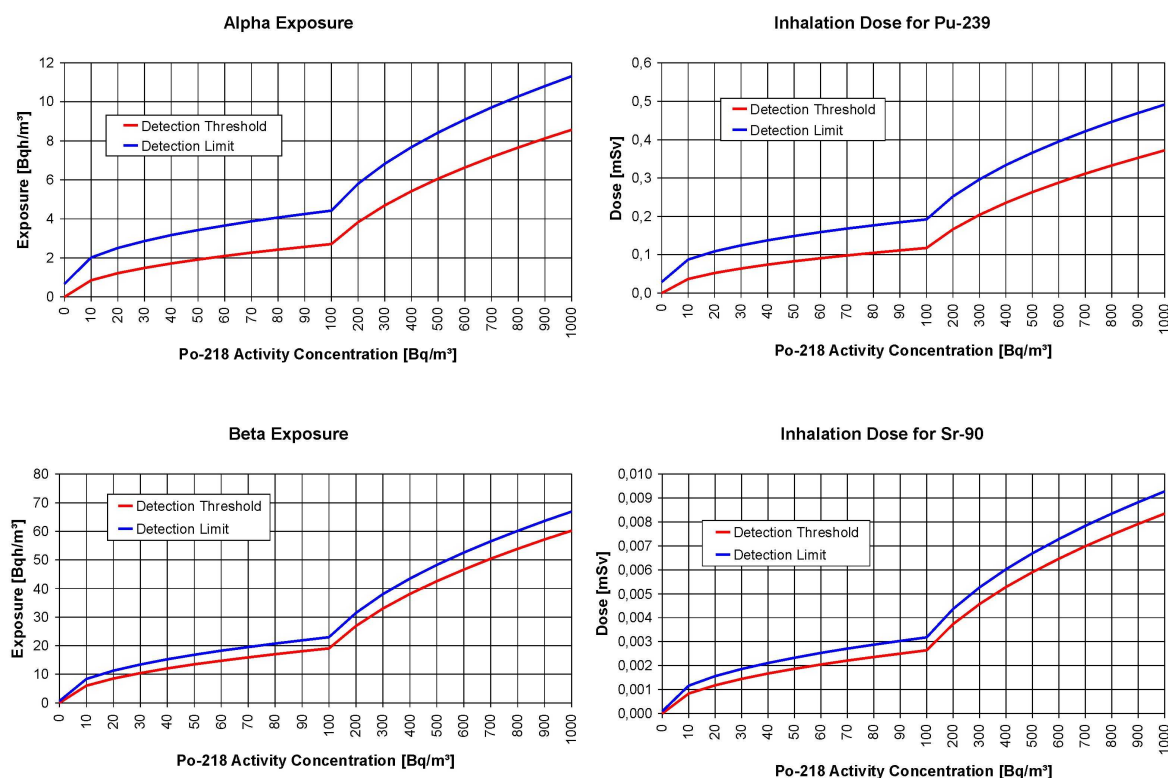 Alpha Exposure
Exposure [Bqh/m³]
12
10
8
6
4
2
0
Detection Threshold
Detection Limit
0 10 20 30 40 50 60 70 80 90 100 200 300 400 500 600 700 800 900 1000
Po-218 Activity Concentration [Bq/m³]
Inhalation Dose for Pu-239
Dose [mSv]
0,6
0,5
0,4
0,3
0,2
0,1
0,0
Detection Threshold
Detection Limit
0 10 20 30 40 50 60 70 80 90 100 200 300 400 500 600 700 800 900 1000
Po-218 Activity Concentration [Bq/m³]
Beta Exposure
Exposure [Bqh/m³]
80
70
60
50
40
30
20
10
0
Detection Threshold
Detection Limit
0 10 20 30 40 50 60 70 80 90 100 200 300 400 500 600 700 800 900 1000
Po-218 Activity Concentration [Bq/m³]
Inhalation Dose for Sr-90
Dose [mSv]
0,010
0,009
0,008
0,007
0,006
0,005
0,004
0,003
0,002
0,001
0,000
Detection Threshold
Detection Limit
0 10 20 30 40 50 60 70 80 90 100 200 300 400 500 600 700 800 900 1000
Po-218 Activity Concentration [Bq/m³]